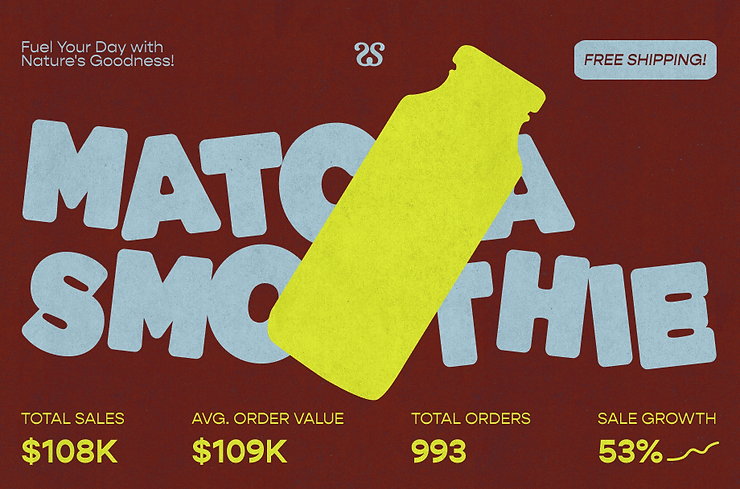 Fuel Your Day with
Nature's Goodness!
FREE SHIPPING!
MATC A
SMO THIE
TOTAL SALES
AVG. ORDER VALUE
TOTAL ORDERS
SALE GROWTH
$108K
$109K
993
53%